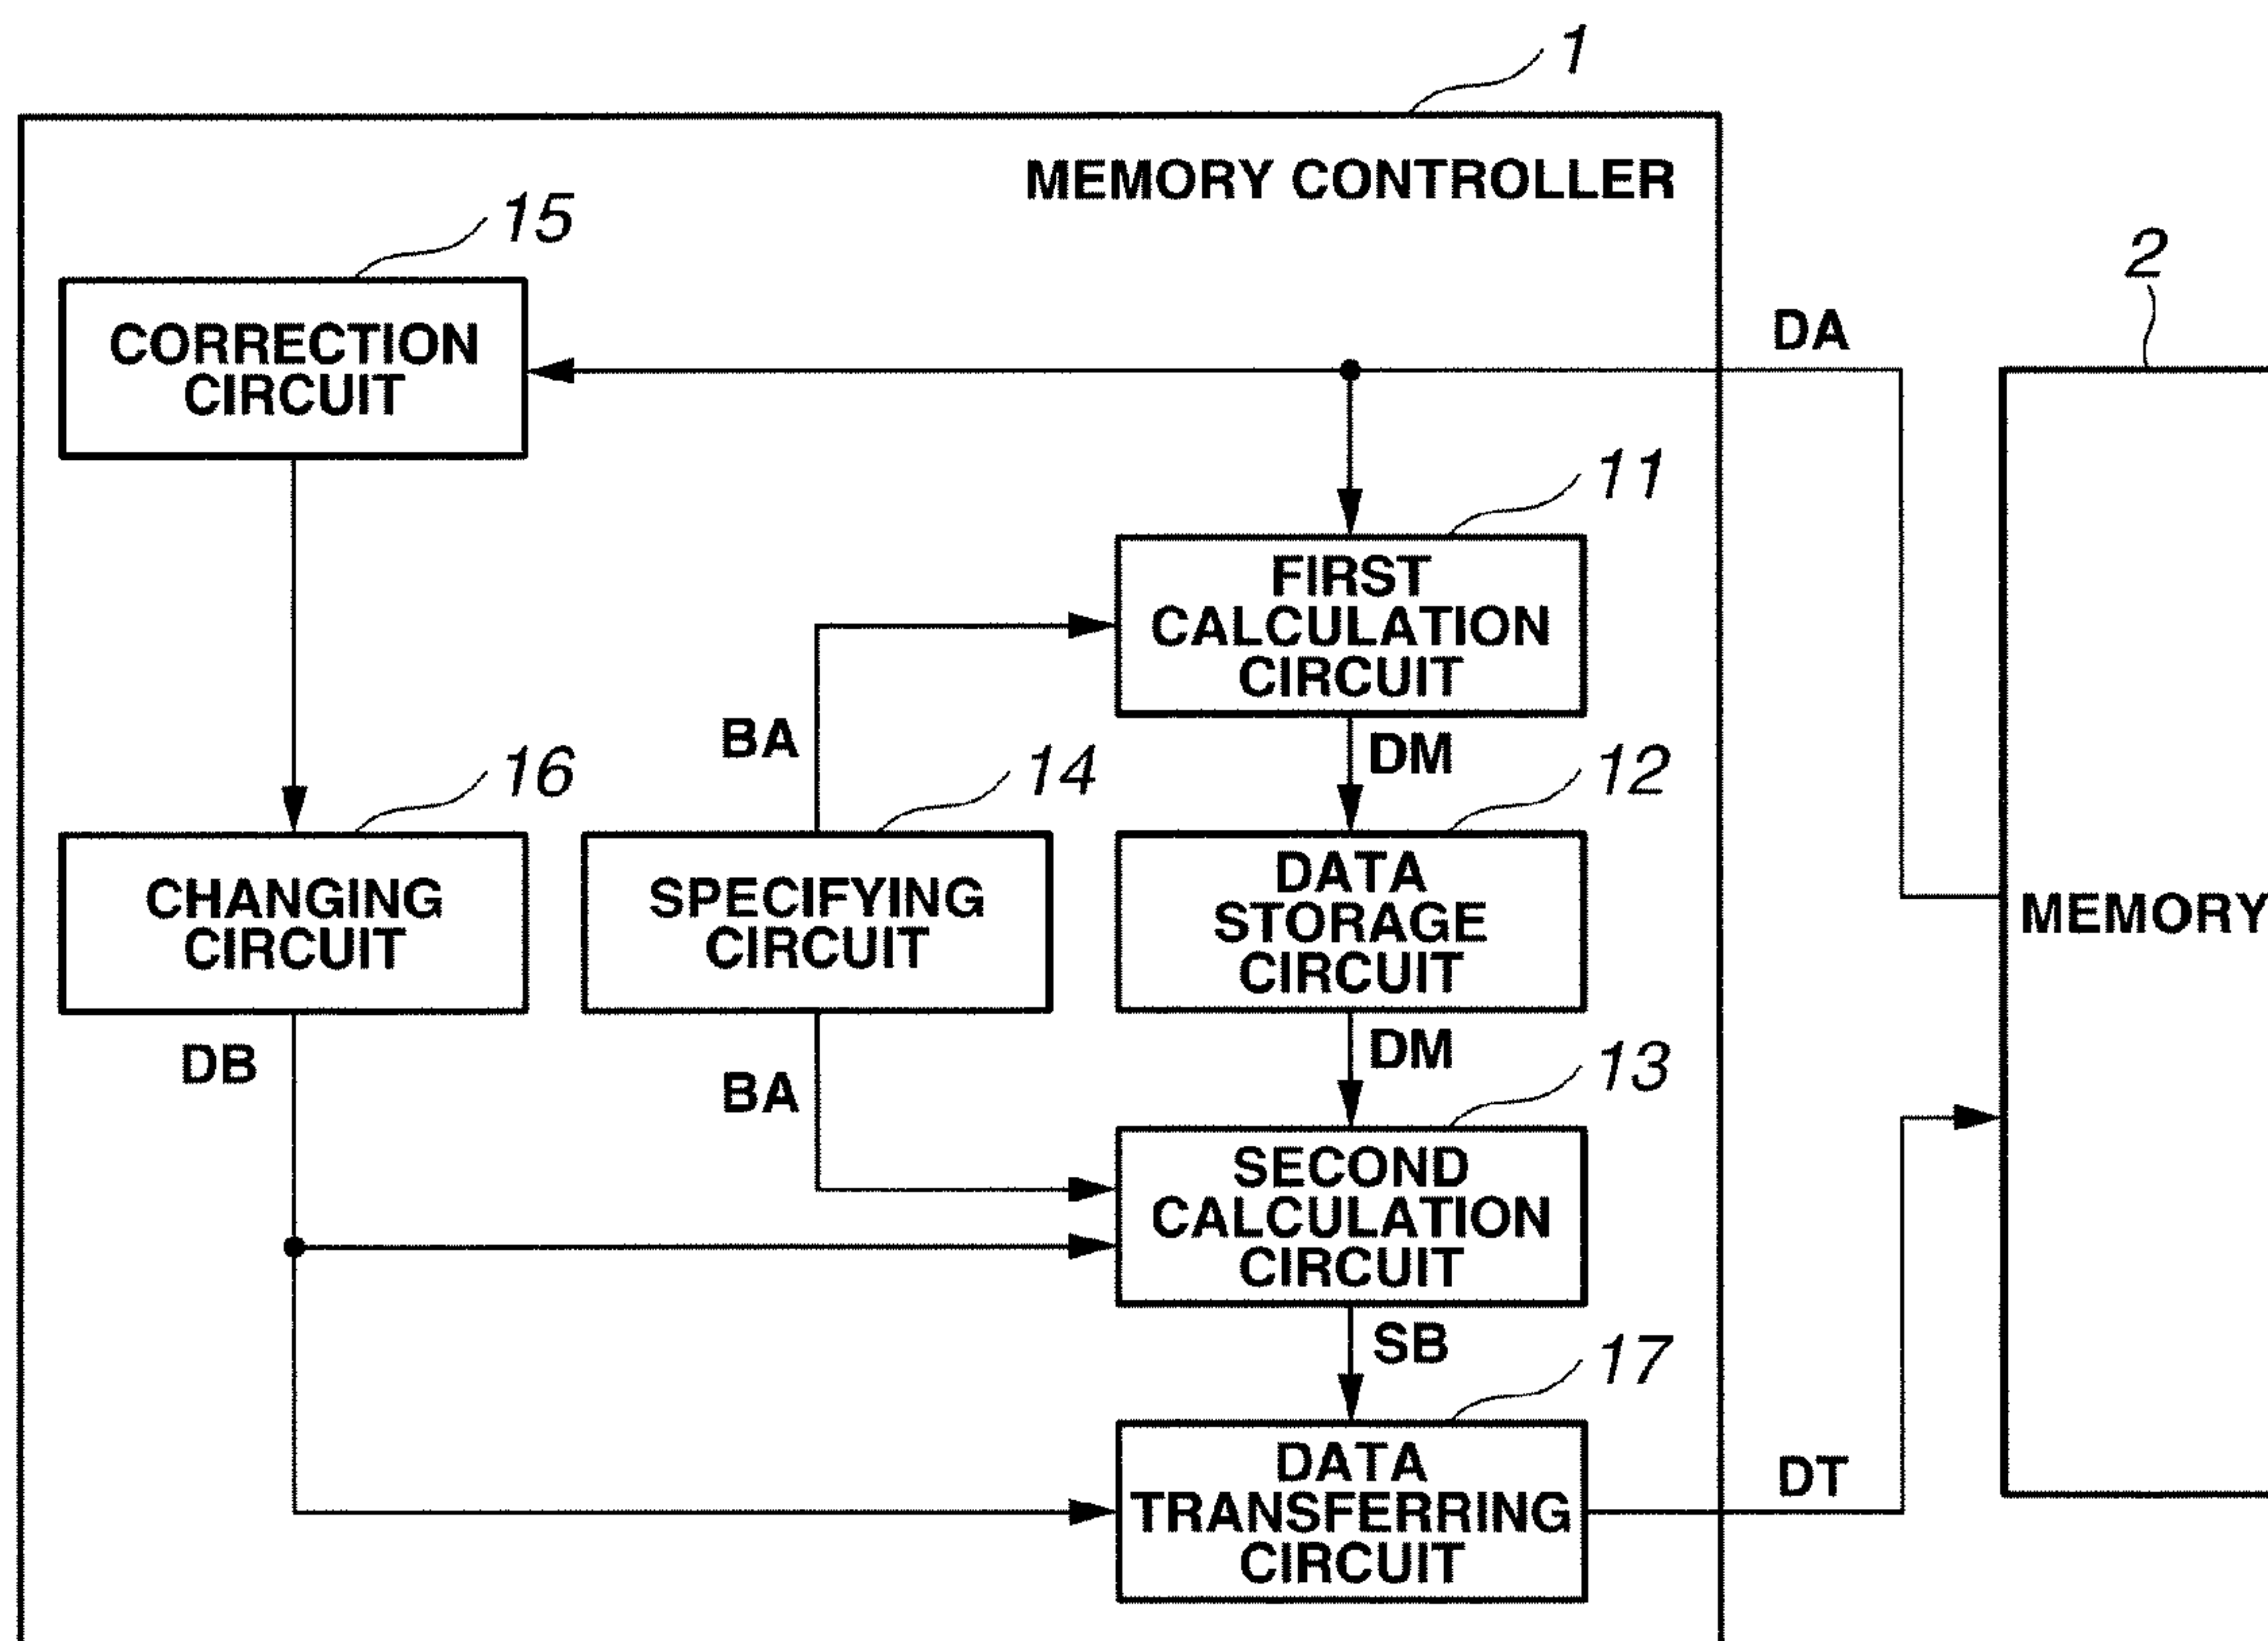 1
MEMORY CONTROLLER
15
2
CORRECTION
CIRCUIT
DA
11
FIRST
CALCULATION
CIRCUIT
BA
DM
16
14
12
CHANGING
CIRCUIT
SPECIFYING
CIRCUIT
DATA
STORAGE
CIRCUIT
MEMORY
DB
BA
DM
13
SECOND
CALCULATION
CIRCUIT
SB
17
DATA
TRANSFERRING
CIRCUIT
DT